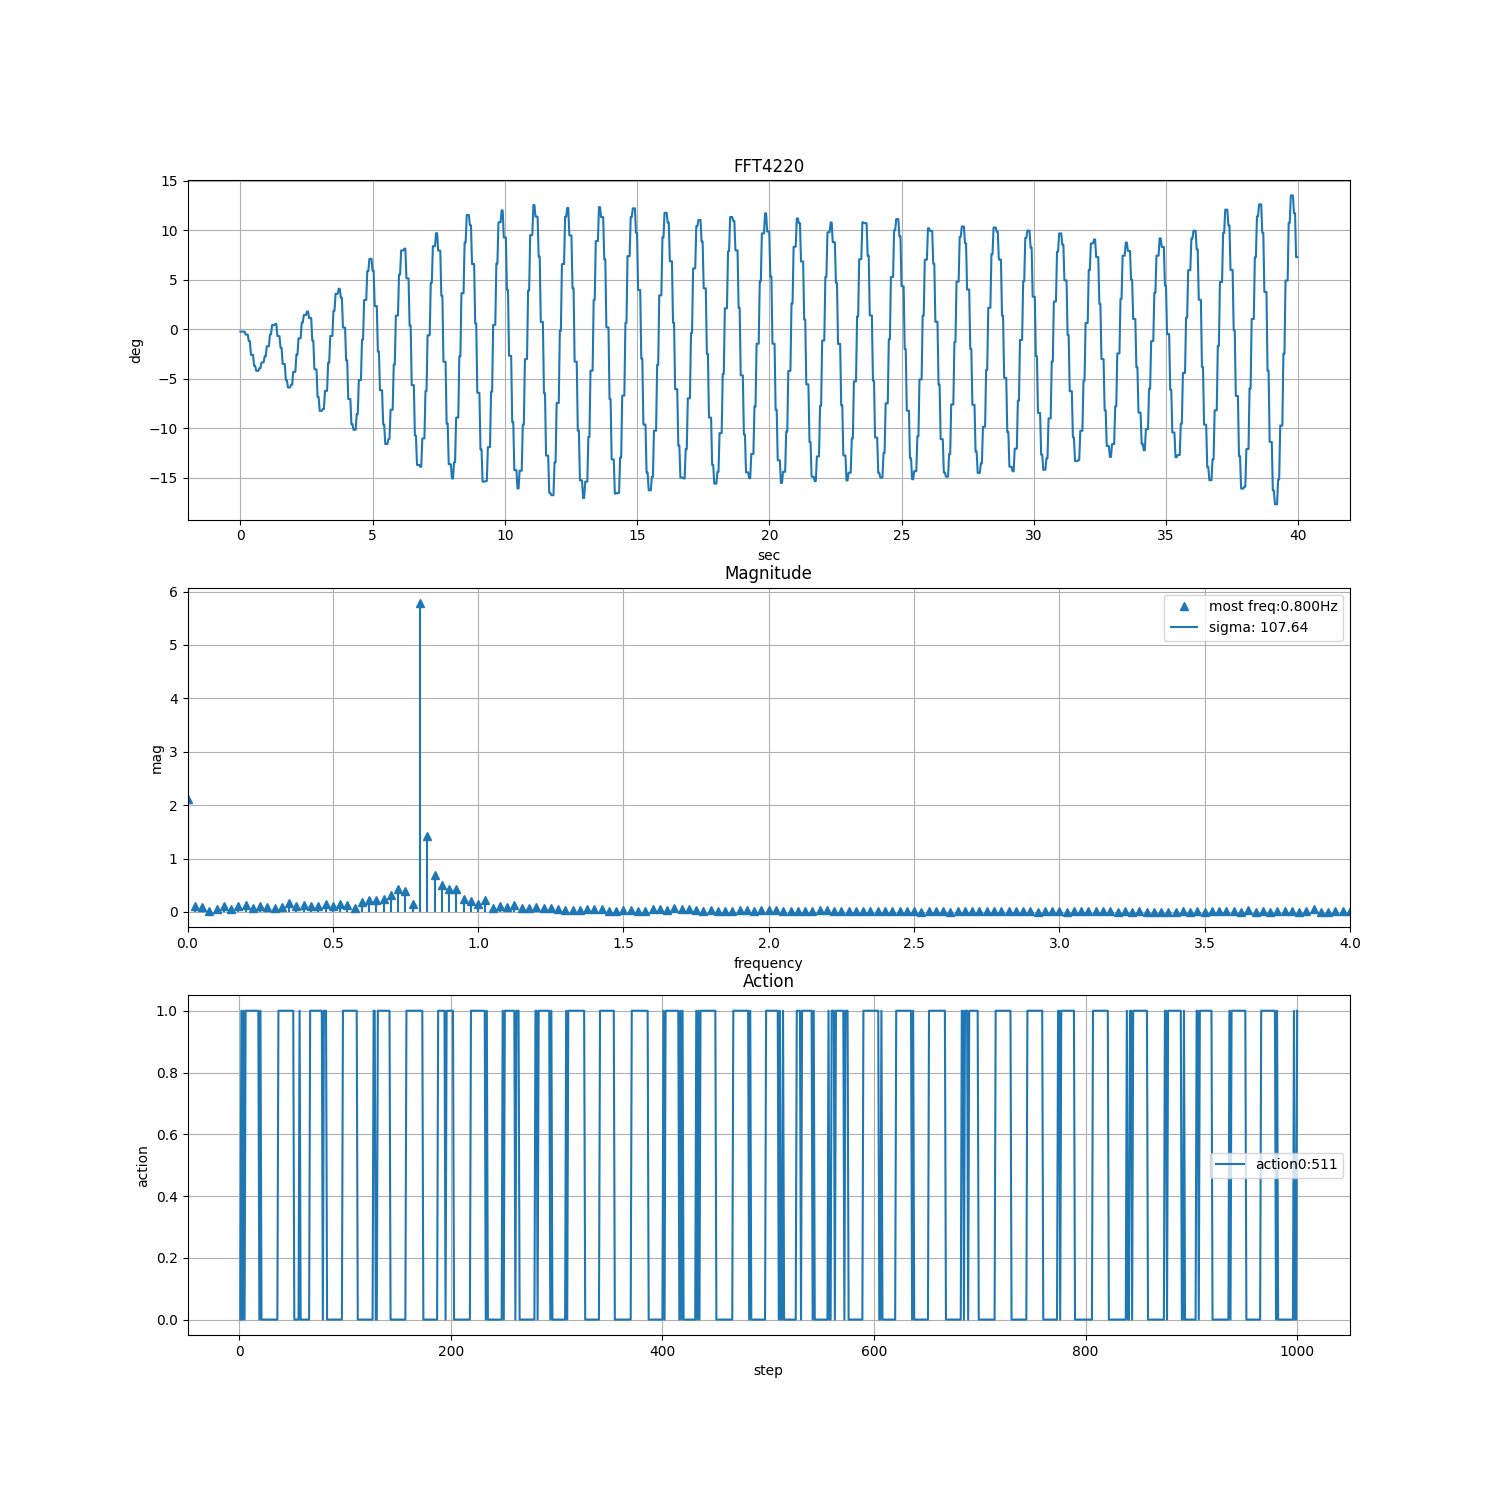 FFT4220
15
10
5
0
−5
−10
−15
deg
0 5 10 15 20 25 30 35 40
sec
Magnitude
6
5
4
3
2
1
0
mag
most freq:0.800Hz
sigma: 107.64
0.0 0.5 1.0 1.5 2.0 2.5 3.0 3.5 4.0
frequency
Action
1.0
0.8
0.6
0.4
0.2
0.0
action
action0:511
0 200 400 600 800 1000
step